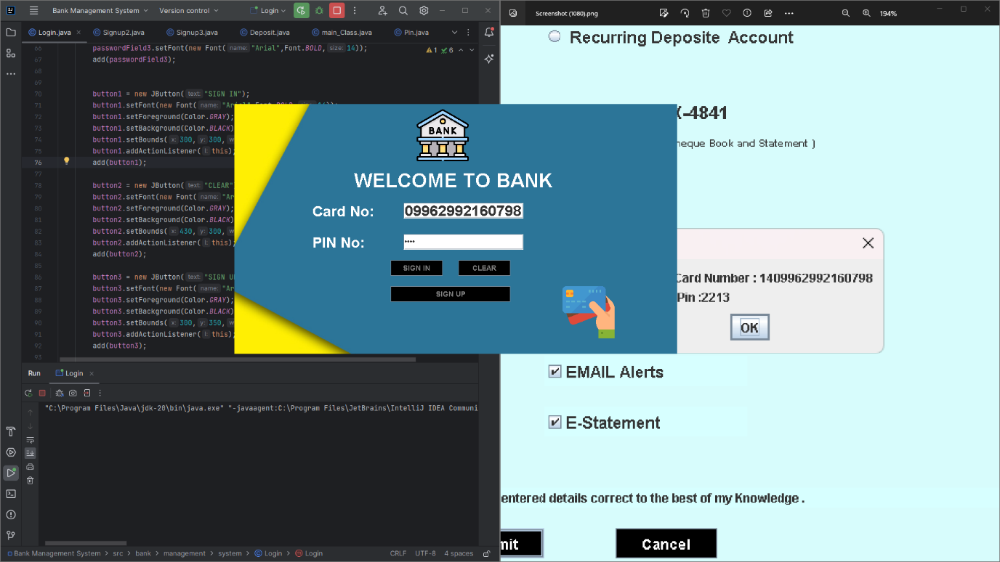 Bank Management System
Version control
Login
Login.java
Signup2.java
Signup3.java
Deposit.java
main_Class.java
Pin.java
66 passwordField3.setFont(new Font( name: "Arial",Font.BOLD, size: 14));
1 6
67 add(passwordField3);
68
69
70 button1 = new JButton( text: "SIGN IN");
71 button1.setFont(new Font( name:
72 button1.setForeground(Color.GRAY);
73 button1.setBackground(Color.BLACK)
74 button1.setBounds( x: 300, y: 300,
75 button1.addActionListener( l: this);
76 add(button1);
77
78 button2 = new JButton( text: "CLEAR"
79 button2.setFont(new Font( name: "Ar
80 button2.setForeground(Color.GRAY);
81 button2.setBackground(Color.BLACK)
82 button2.setBounds( x: 430, y: 300,
83 button2.addActionListener( l: this);
84 add(button2);
85
86 button3 = new JButton( text: "SIGN U
87 button3.setFont(new Font( name: "Ar
88 button3.setForeground(Color.GRAY);
89 button3.setBackground(Color.BLACK)
90 button3.setBounds( x: 300, y: 350,
91 button3.addActionListener( l: this);
92 add(button3);
93
BANK
WELCOME TO BANK
Card No: 09962992160798
PIN No: ••••
SIGN IN CLEAR
SIGN UP
Run Login
"C:\Program Files\Java\jdk-20\bin\java.exe" "-javaagent:C:\Program Files\JetBrains\IntelliJ IDEA Communi
Bank Management System > src > bank > management > system > Login > Login
CRLF UTF-8 4 spaces
Screenshot (1080).png
194%
Recurring Deposite Account
X-4841
heque Book and Statement )
Card Number : 1409962992160798
Pin :2213
OK
EMAIL Alerts
E-Statement
entered details correct to the best of my Knowledge .
mit
Cancel